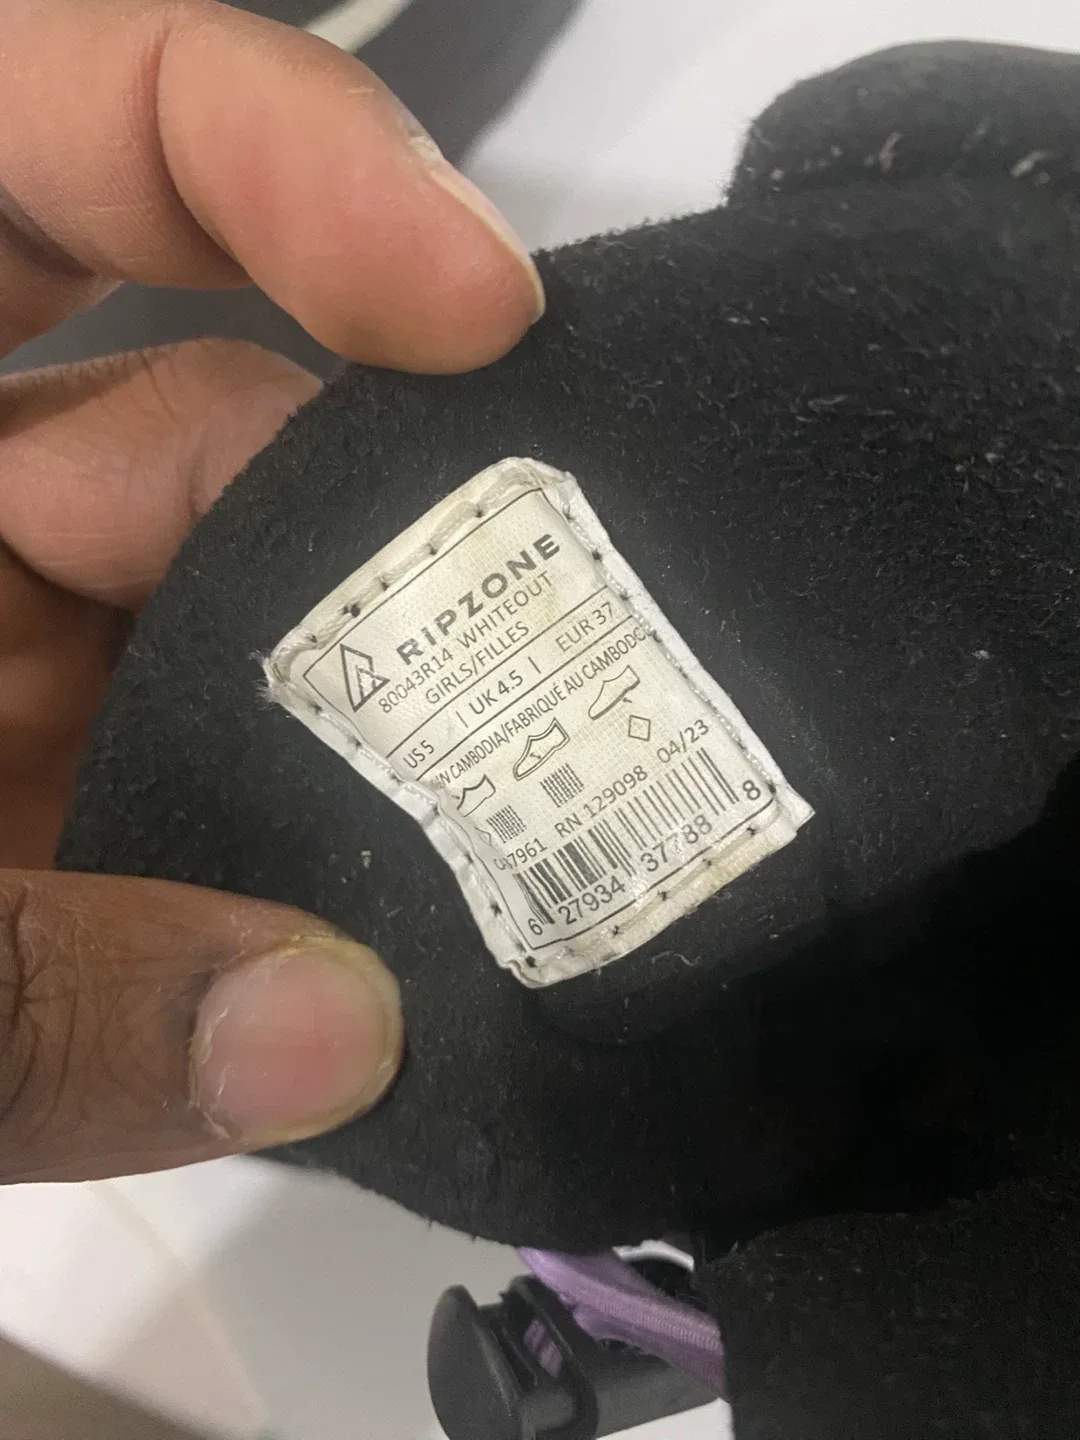 RIPZONE
80043R14 WHITEOUT
GIRLS/FILLES
US 5 | UK 4.5 | EUR 37
CAMBODIA/FABRIQUÉ AU
RN 129098 04/23
6 27934 37788 8